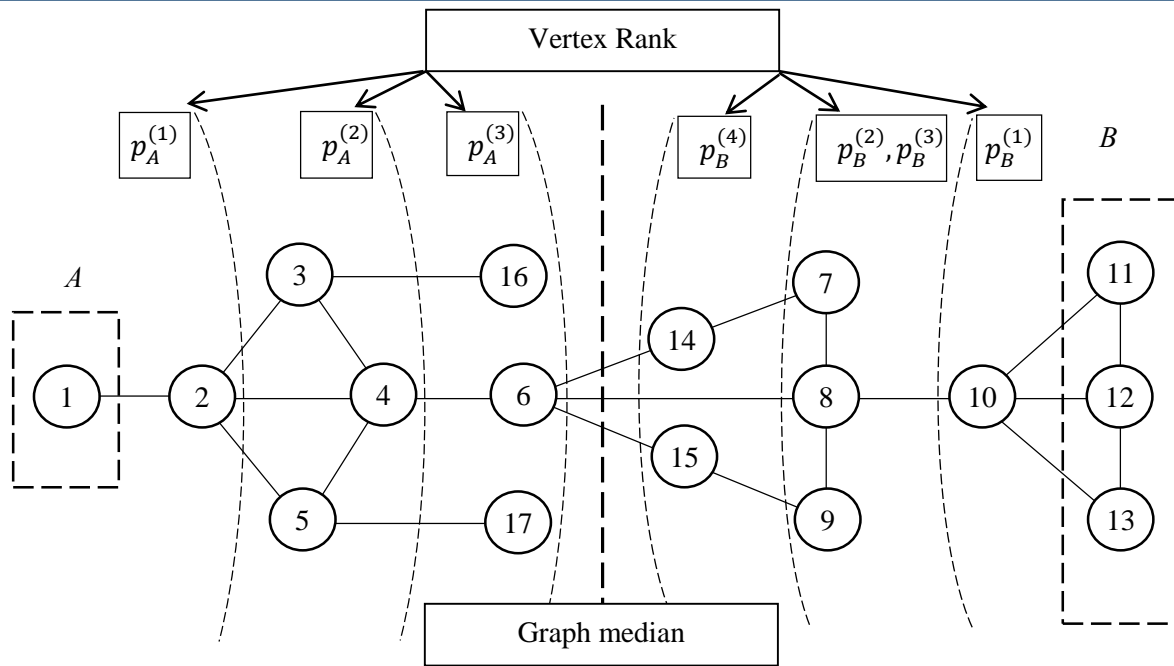 Vertex Rank
p_A^{(1)}
p_A^{(2)}
p_A^{(3)}
p_B^{(4)}
p_B^{(2)}, p_B^{(3)}
p_B^{(1)}
B
A
3
16
7
11
14
1
2
4
6
8
10
12
15
5
17
9
13
Graph median